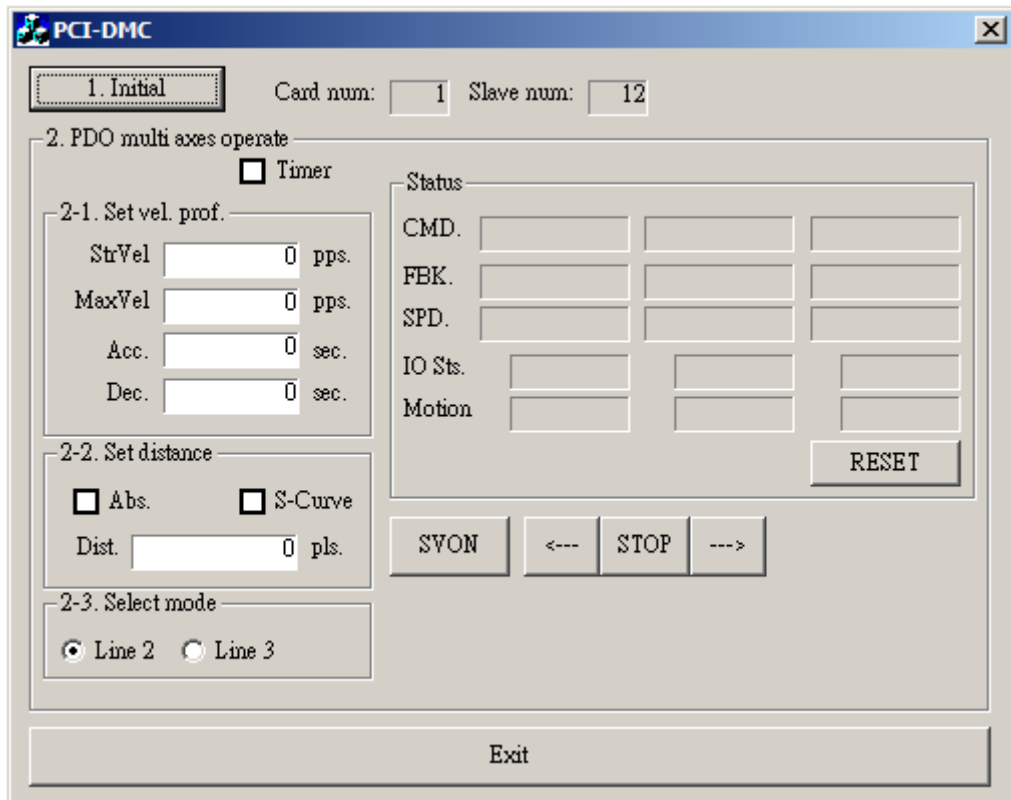 PCI-DMC
1. Initial Card num: 1 Slave num: 12
2. PDO multi axes operate
Timer
2-1. Set vel. prof.
StrVel 0 pps.
MaxVel 0 pps.
Acc. 0 sec.
Dec. 0 sec.
2-2. Set distance
Abs. S-Curve
Dist. 0 pls.
2-3. Select mode
Line 2 Line 3
Status
CMD.
FBK.
SPD.
IO Sts.
Motion
RESET
SVON <--- STOP --->
Exit